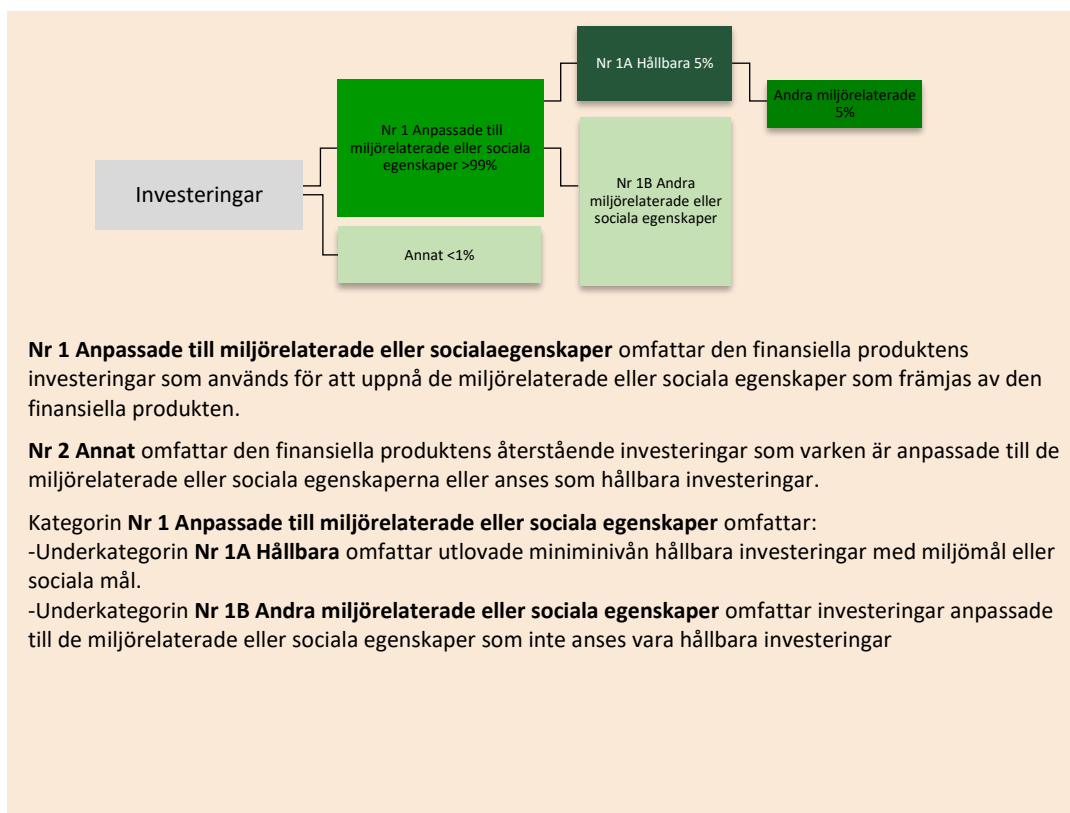 Nr 1A Hållbara 5%
Andra miljörelaterade
5%
Nr 1 Anpassade till
miljörelaterade eller sociala
egenskaper >99%
Investeringar
Nr 1B Andra
miljörelaterade eller
sociala egenskaper
Annat <1%
Nr 1 Anpassade till miljörelaterade eller socialaegenskaper omfattar den finansiella produktens
investeringar som används för att uppnå de miljörelaterade eller sociala egenskaper som främjas av den
finansiella produkten.
Nr 2 Annat omfattar den finansiella produktens återstående investeringar som varken är anpassade till de
miljörelaterade eller sociala egenskaperna eller anses som hållbara investeringar.
Kategorin Nr 1 Anpassade till miljörelaterade eller sociala egenskaper omfattar:
-Underkategorin Nr 1A Hållbara omfattar utlovade miniminivån hållbara investeringar med miljömål eller
sociala mål.
-Underkategorin Nr 1B Andra miljörelaterade eller sociala egenskaper omfattar investeringar anpassade
till de miljörelaterade eller sociala egenskaper som inte anses vara hållbara investeringar